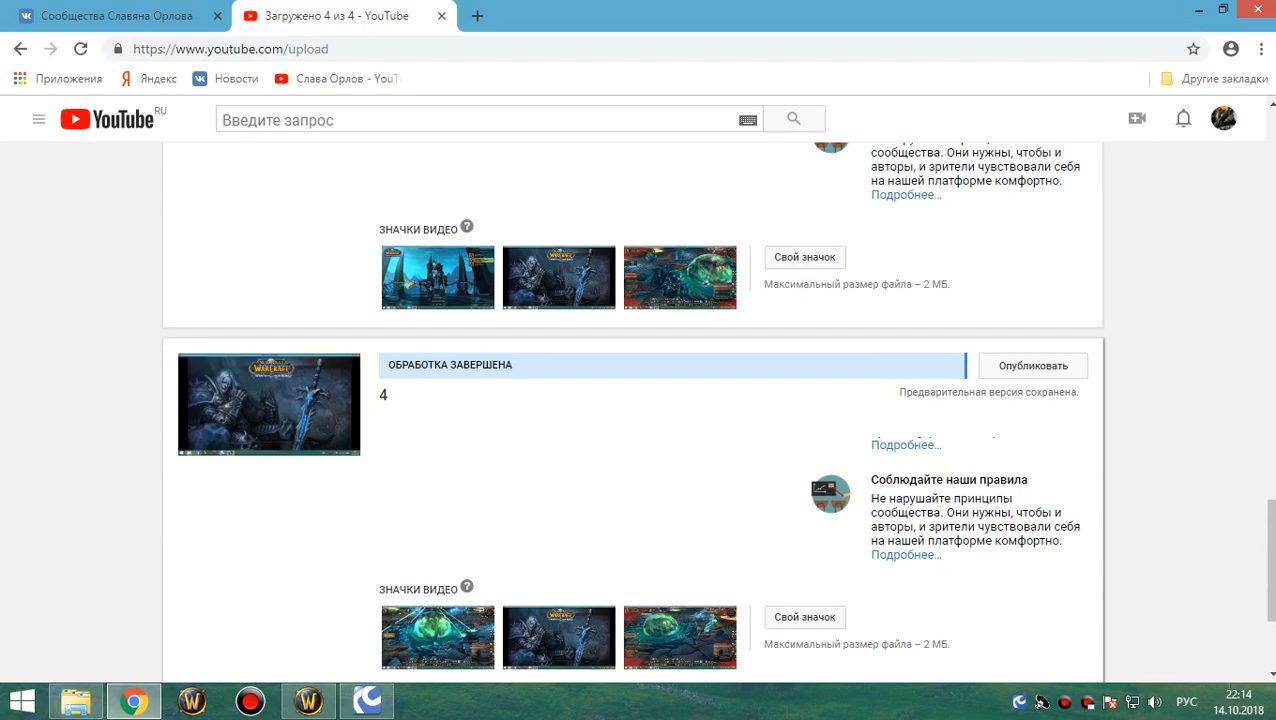 Сообщества Славяна Орлова
Загружено 4 из 4 - YouTube
https://www.youtube.com/upload
Приложения
Яндекс
Новости
Слава Орлов - YouT
Другие закладки
YouTube RU
Введите запрос
сообщества. Они нужны, чтобы и
авторы, и зрители чувствовали себя
на нашей платформе комфортно.
Подробнее...
ЗНАЧКИ ВИДЕО ?
Свой значок
Максимальный размер файла – 2 МБ.
WARCRAFT
ОБРАБОТКА ЗАВЕРШЕНА
Опубликовать
4
Предварительная версия сохранена.
Подробнее...
Соблюдайте наши правила
Не нарушайте принципы
сообщества. Они нужны, чтобы и
авторы, и зрители чувствовали себя
на нашей платформе комфортно.
Подробнее...
ЗНАЧКИ ВИДЕО ?
Свой значок
Максимальный размер файла – 2 МБ.
РУС
22:14
14.10.2018